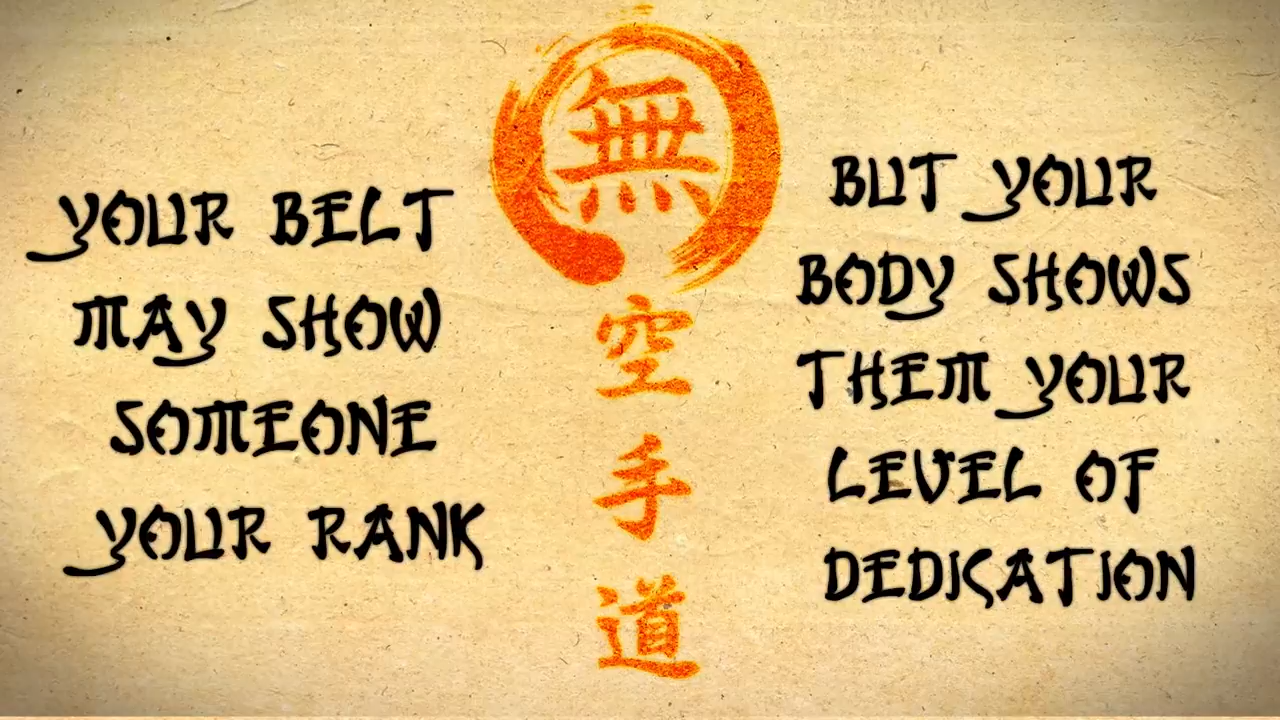 YOUR BELT
MAY SHOW
SOMEONE
YOUR RANK
無
空
手
道
BUT YOUR
BODY SHOWS
THEM YOUR
LEVEL OF
DEDICATION